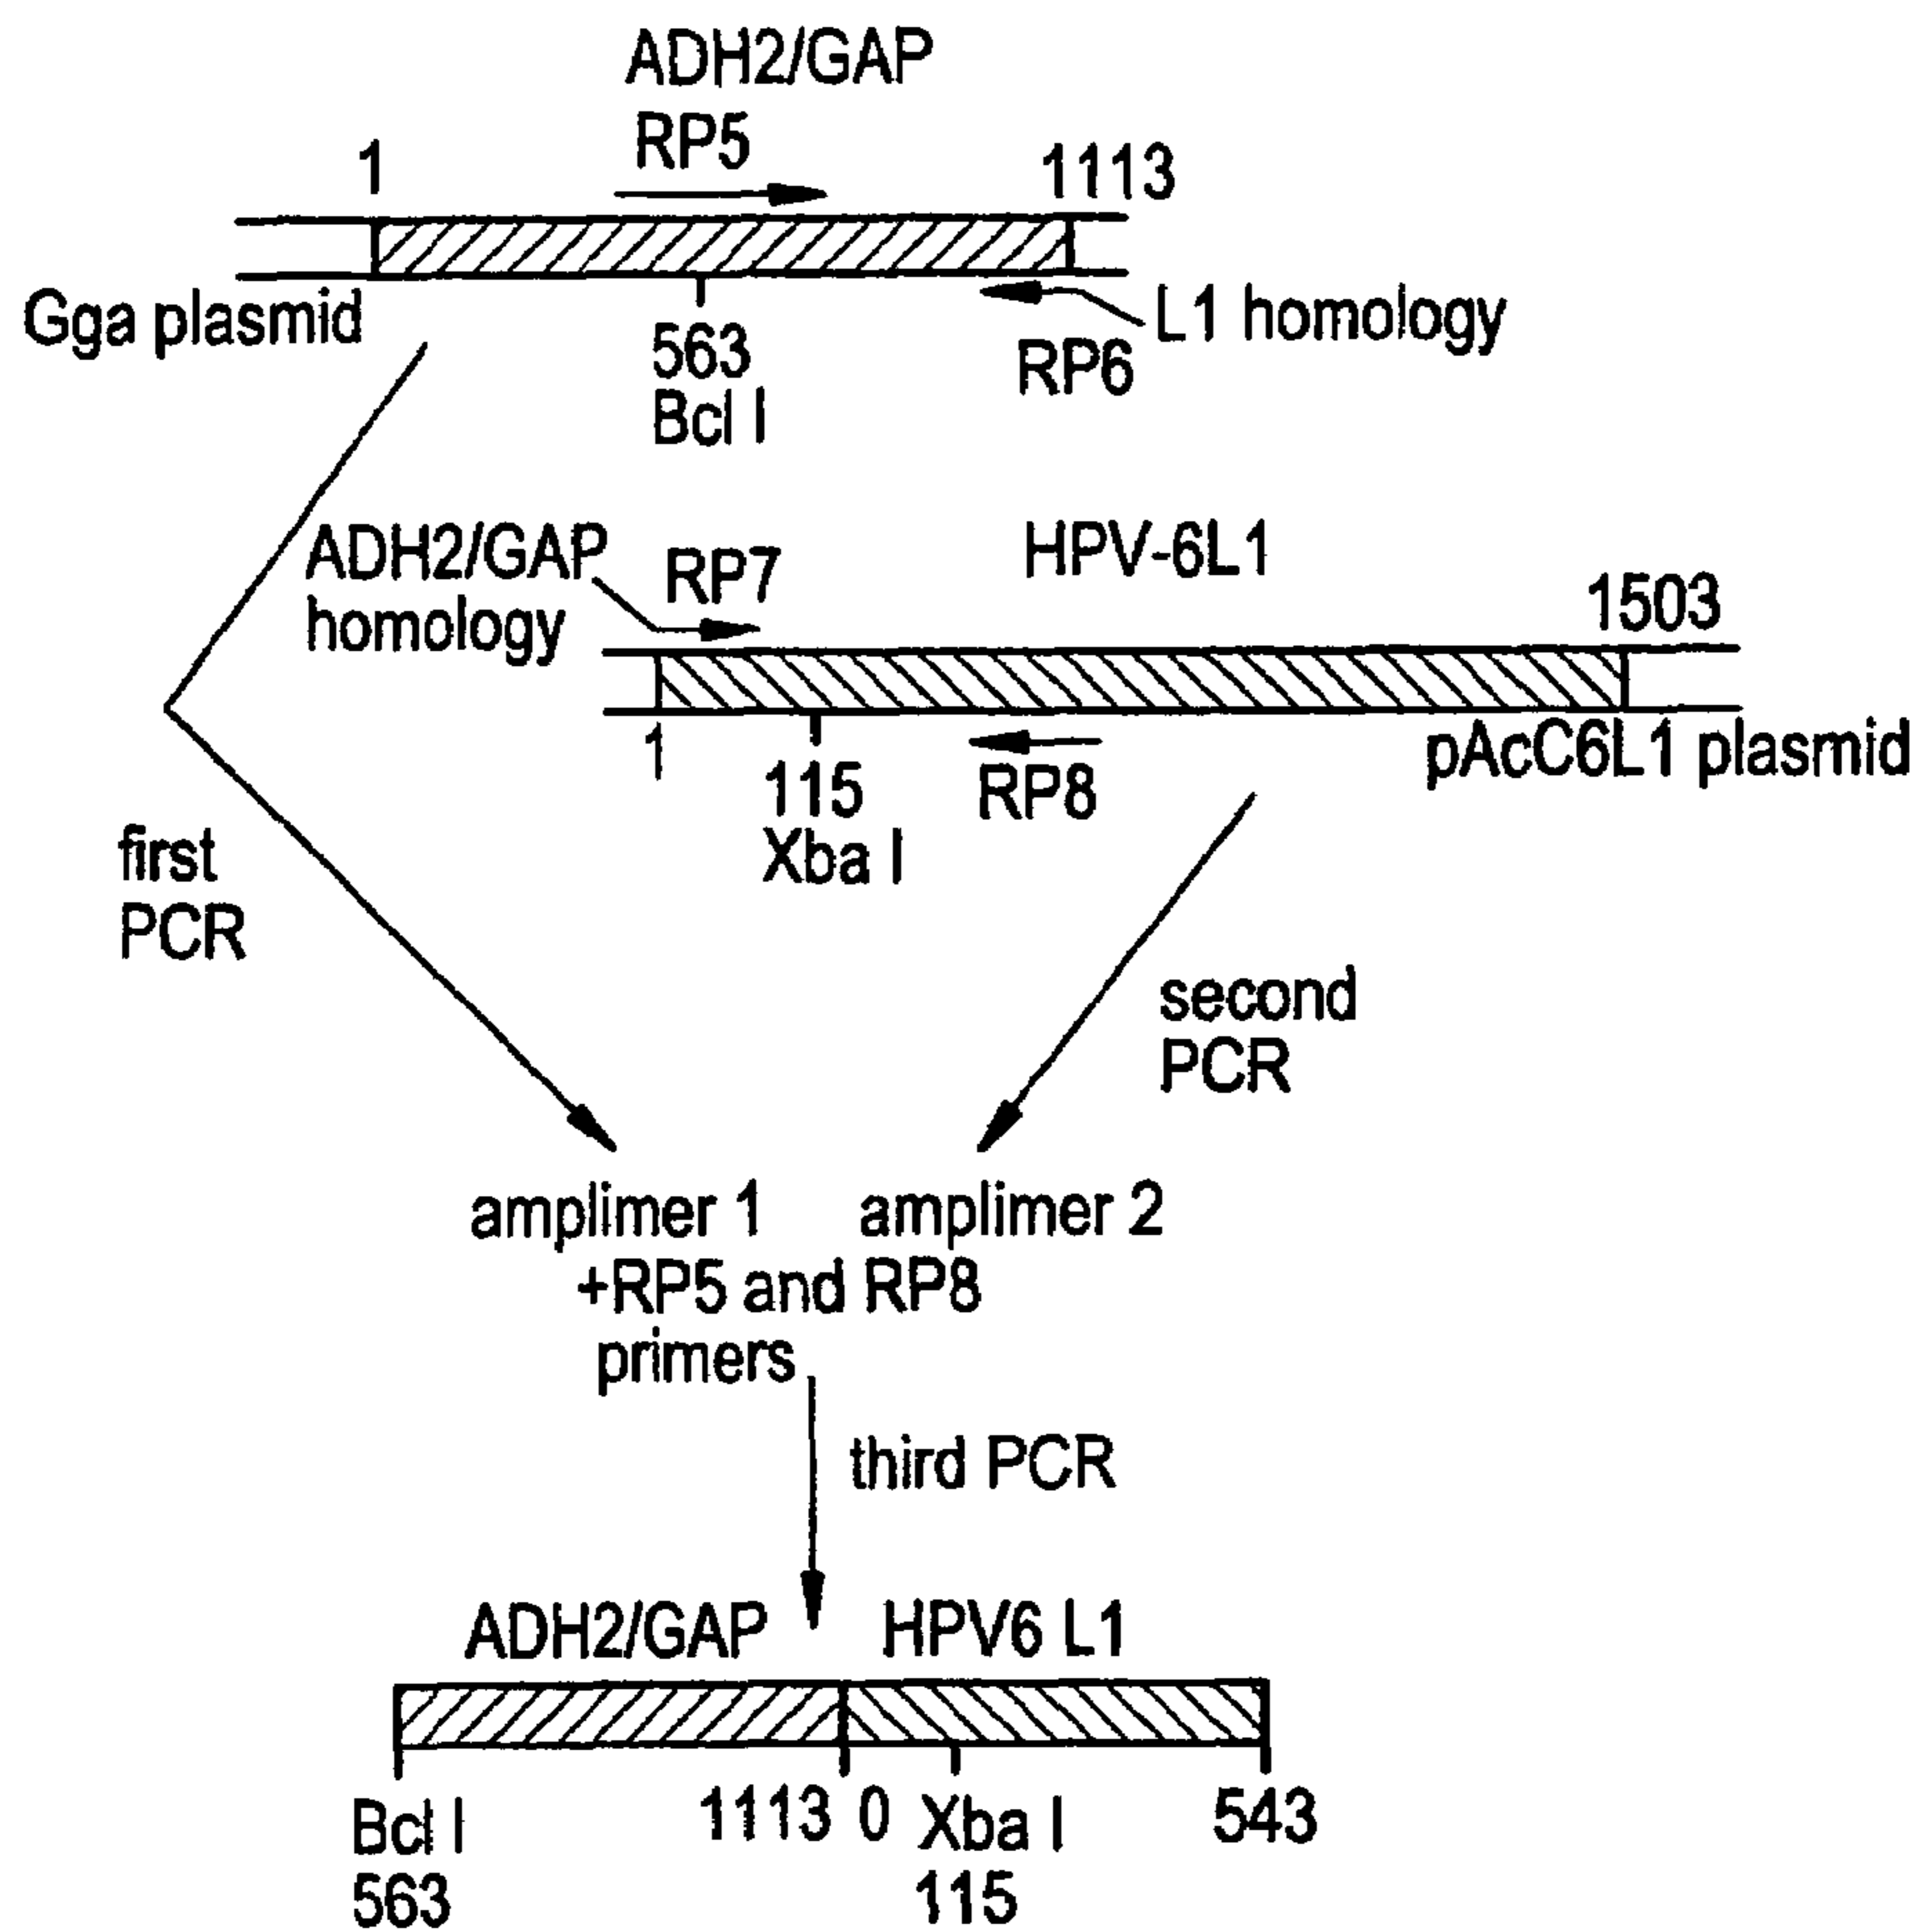 ADH2/GAP
RP5
1
1113
Gga plasmid
563
Bcl I
L1 homology
RP6
ADH2/GAP
homology
RP7
HPV-6L1
1503
1
115
Xba I
RP8
pAcC6L1 plasmid
first
PCR
second
PCR
amplimer 1 amplimer 2
+RP5 and RP8
primers
third PCR
ADH2/GAP HPV6 L1
Bcl I 1113 0 Xba I 543
563 115